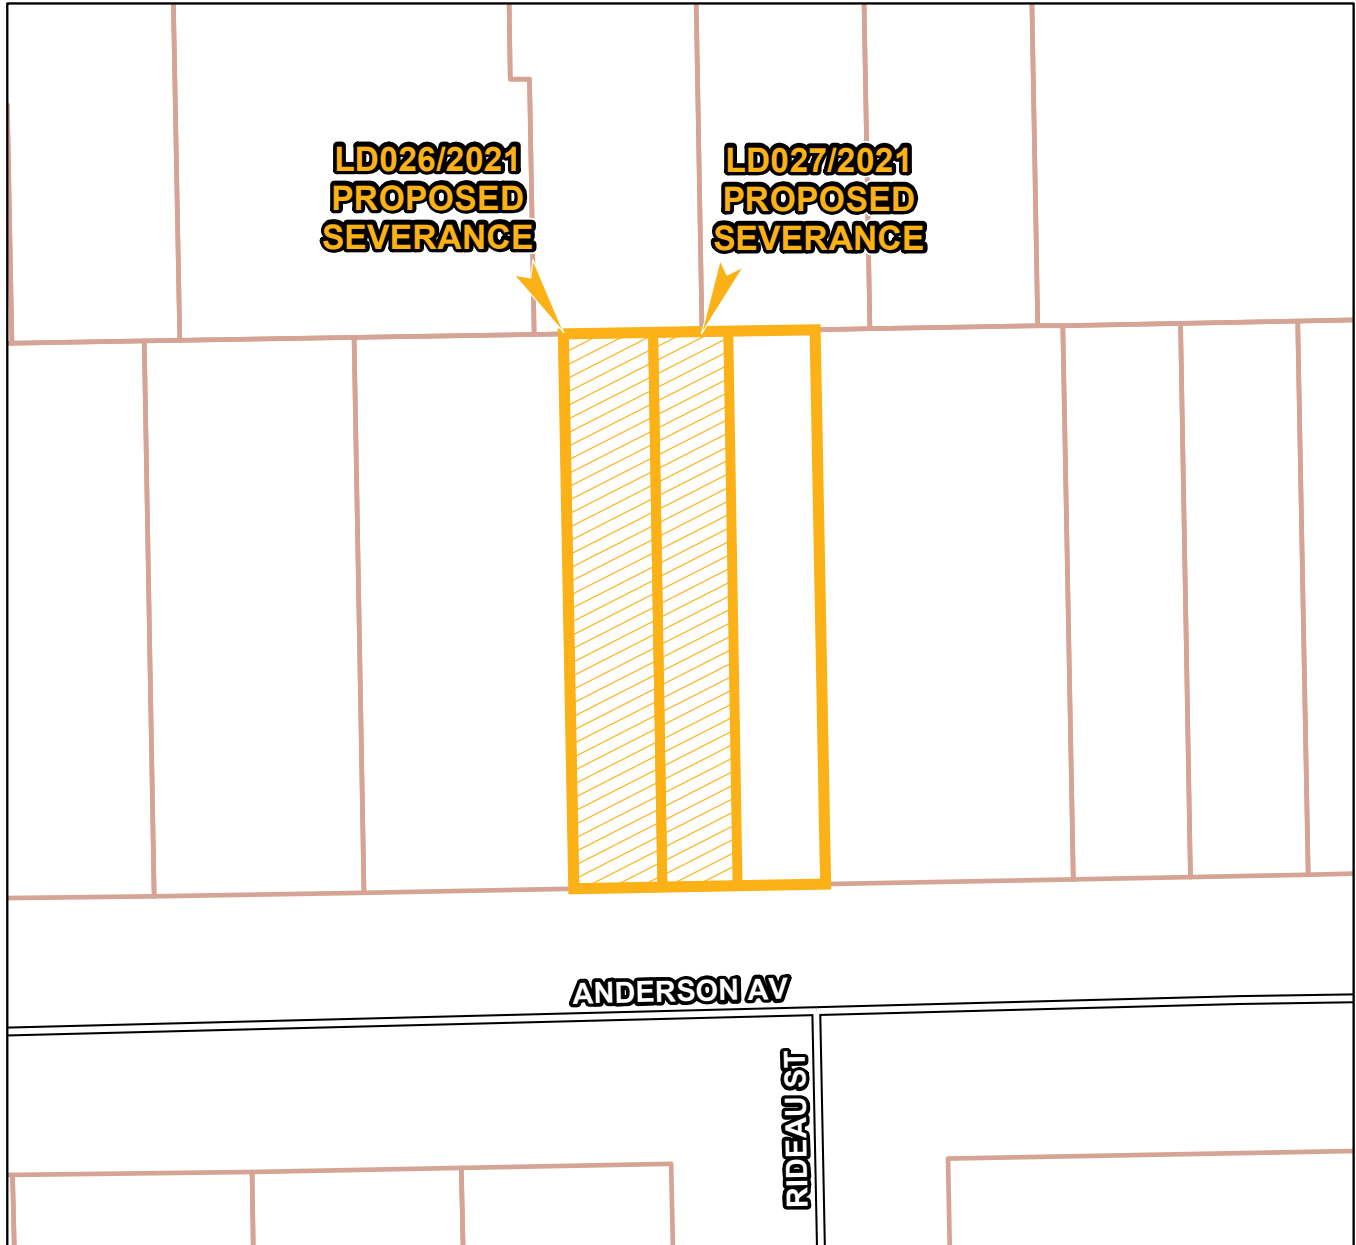 LD026/2021
PROPOSED
SEVERANCE
LD027/2021
PROPOSED
SEVERANCE
ANDERSON AV
RIDEAU ST